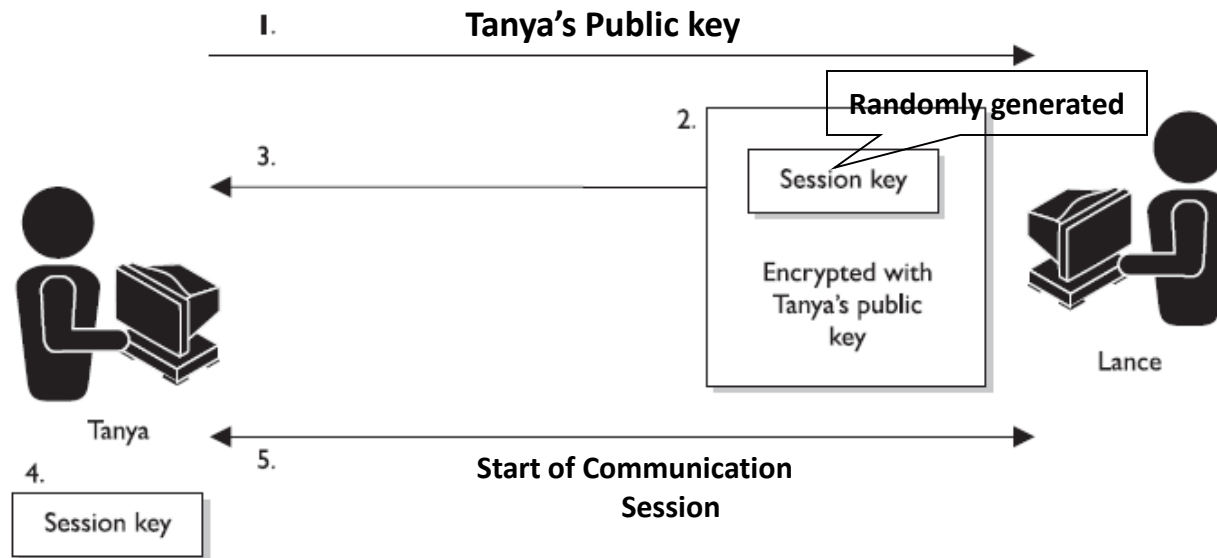 1.
Tanya's Public key
Randomly generated
2.
3.
Session key
Encrypted with
Tanya's public
key
Lance
Tanya
5.
Start of Communication
Session
4.
Session key